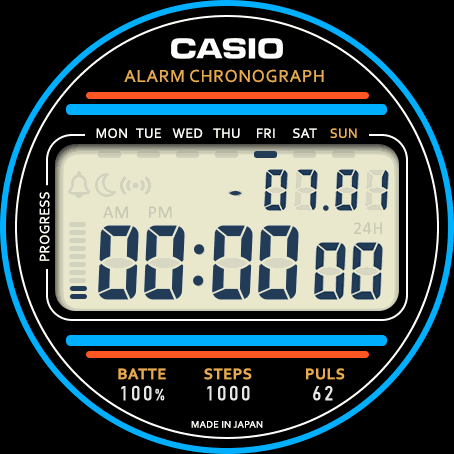 CASIO
ALARM CHRONOGRAPH
MON TUE WED THU FRI SAT SUN
- 07.01
AM PM
24H
PROGRESS
00:00 00
BATTE STEPS PULS
100% 1000 62
MADE IN JAPAN